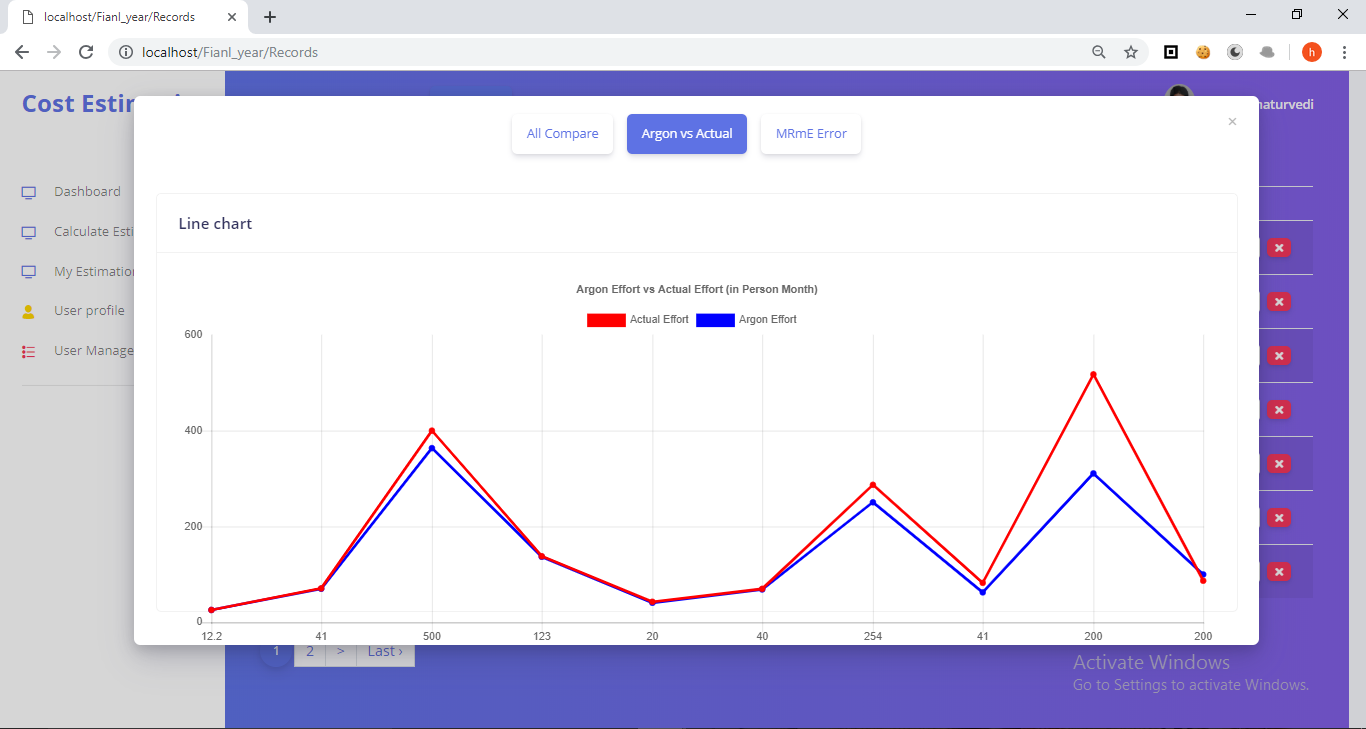 localhost/Fianl_year/Records
localhost/Fianl_year/Records
h
Cost Estim
aturvedi
All Compare Argon vs Actual MRmE Error
Dashboard
Calculate Esti
My Estimation
User profile
User Manage
Line chart
Argon Effort vs Actual Effort (in Person Month)
Actual Effort Argon Effort
600
400
200
0
12.2 41 500 123 20 40 254 41 200 200
1 2 > Last ›
Activate Windows
Go to Settings to activate Windows.